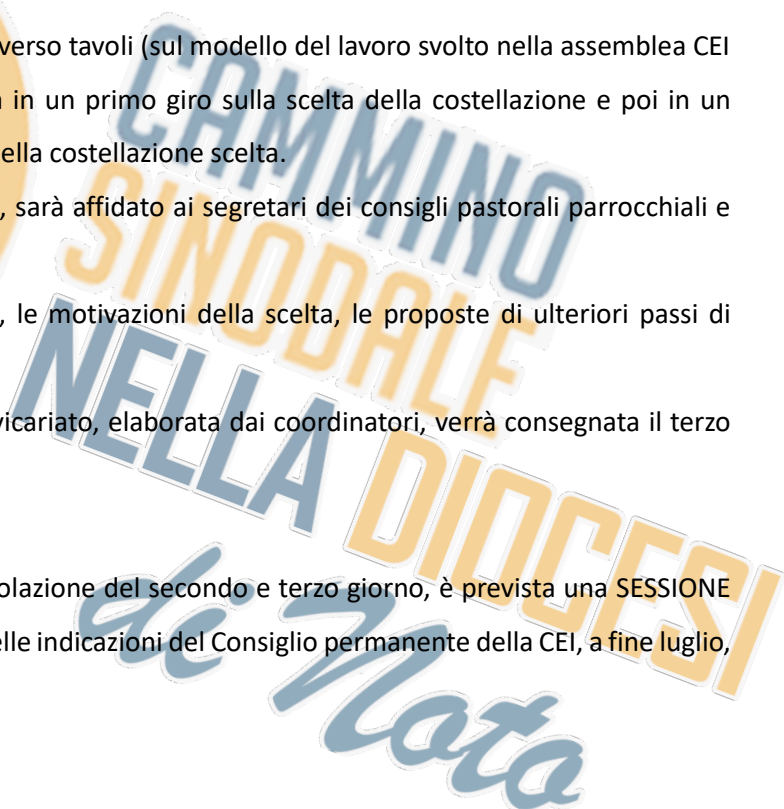 verso tavoli (sul modello del lavoro svolto nella assemblea CEI
in un primo giro sulla scelta della costellazione e poi in un
ella costellazione scelta.
, sarà affidato ai segretari dei consigli pastorali parrocchiali e
, le motivazioni della scelta, le proposte di ulteriori passi di
vicariato, elaborata dai coordinatori, verrà consegnata il terzo
olazione del secondo e terzo giorno, è prevista una SESSIONE
elle indicazioni del Consiglio permanente della CEI, a fine luglio,
CAMMINO
SINODALE
NELLA DIOCESI
di Noto